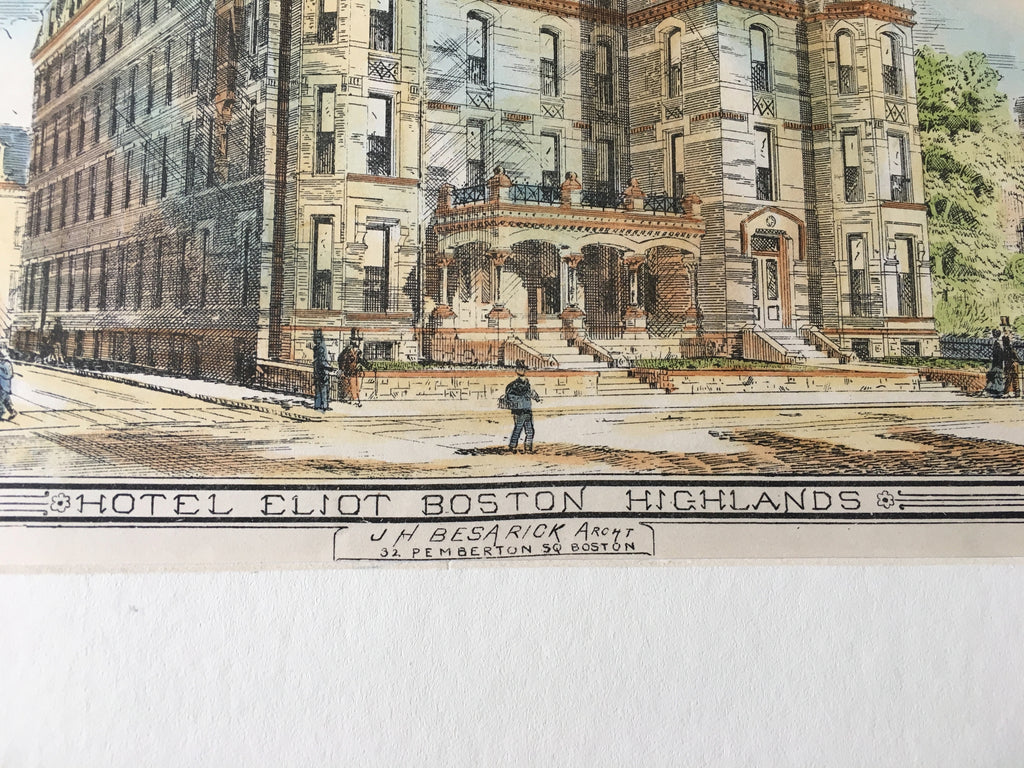 HOTEL ELIOT BOSTON HIGHLANDS
J H BESARICK ARCHT
32 PEMBERTON SQ BOSTON